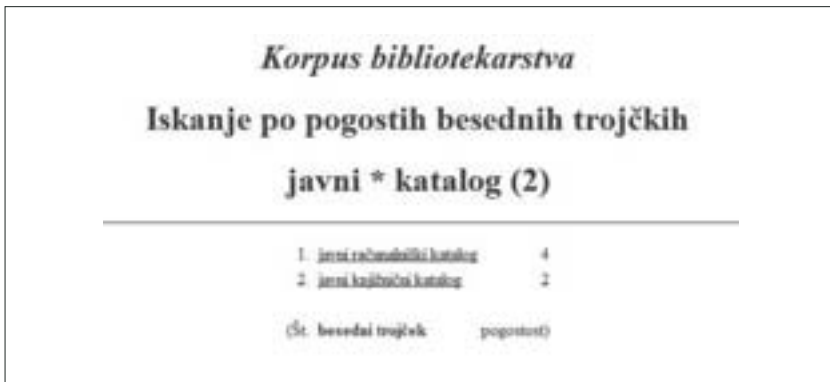 Korpus bibliotekarstva
Iskanje po pogostih besednih trojčkih
javni * katalog (2)
1. javni računalniški katalog 4
2. javni knjižnični katalog 2
(Št. besedni trojček pogostost)